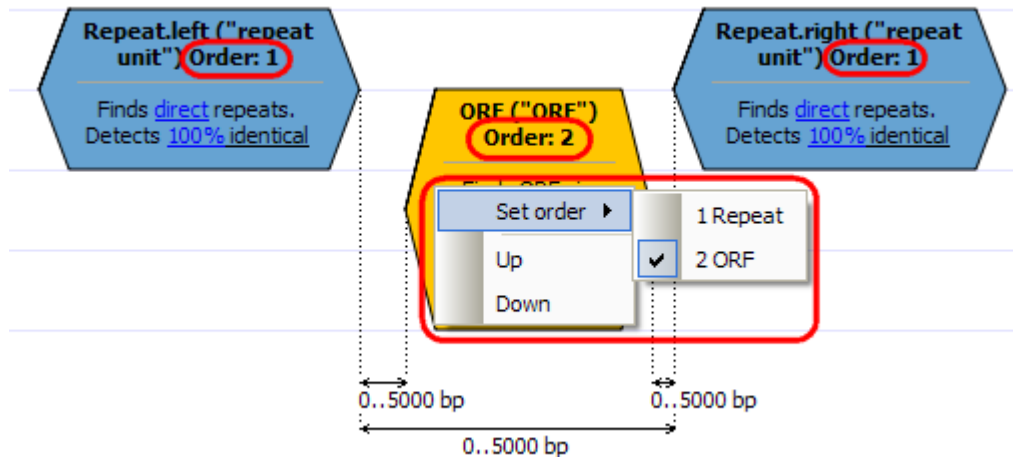 Repeat.left ("repeat
unit") Order: 1
Finds direct repeats.
Detects 100% identical
Repeat.right ("repeat
unit") Order: 1
Finds direct repeats.
Detects 100% identical
ORF ("ORF")
Order: 2
Set order
Up
Down
1 Repeat
2 ORF
0..5000 bp
0..5000 bp
0..5000 bp